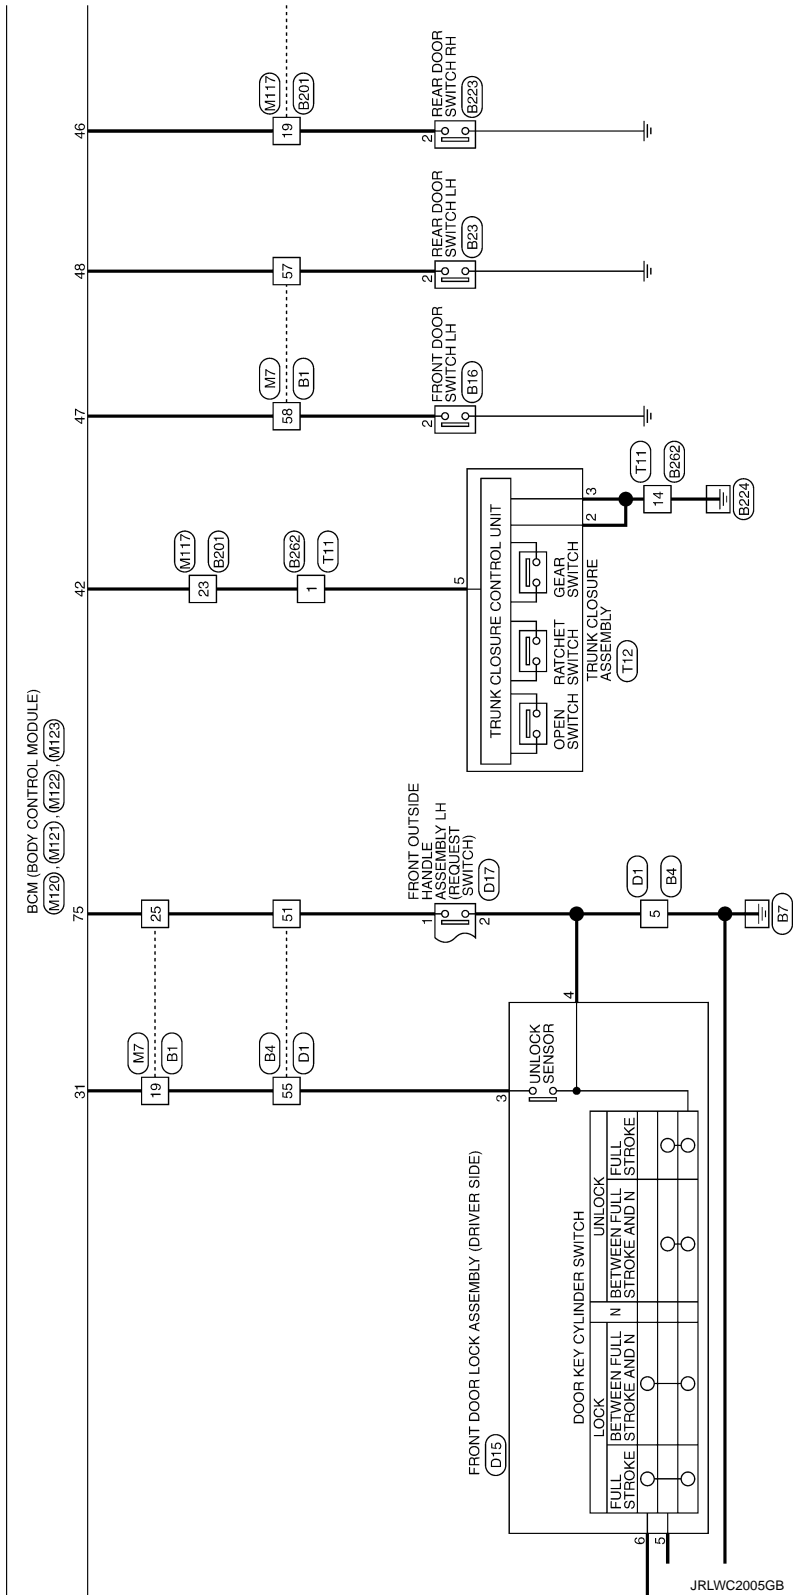 BCM (BODY CONTROL MODULE)
M120 , M121 , M122 , M123
31
75
42
47
48
46
M7
19
B1
25
B4
55
D1
51
M117
23
B201
B262
1
T11
M7
58
B1
57
M117
19
B201
FRONT DOOR LOCK ASSEMBLY (DRIVER SIDE)
D15
3
4
UNLOCK
SENSOR
DOOR KEY CYLINDER SWITCH
LOCK
N
UNLOCK
FULL
STROKE
BETWEEN FULL
STROKE AND N
BETWEEN FULL
STROKE AND N
FULL
STROKE
6
5
FRONT OUTSIDE
HANDLE
ASSEMBLY LH
(REQUEST
SWITCH)
D17
1
2
D1
5
B4
B7
5
TRUNK CLOSURE CONTROL UNIT
OPEN
SWITCH
RATCHET
SWITCH
GEAR
SWITCH
TRUNK CLOSURE
ASSEMBLY
T12
2
3
T11
14
B262
B224
FRONT DOOR
SWITCH LH
B16
2
REAR DOOR
SWITCH LH
B23
2
REAR DOOR
SWITCH RH
B223
2
JRLWC2005GB